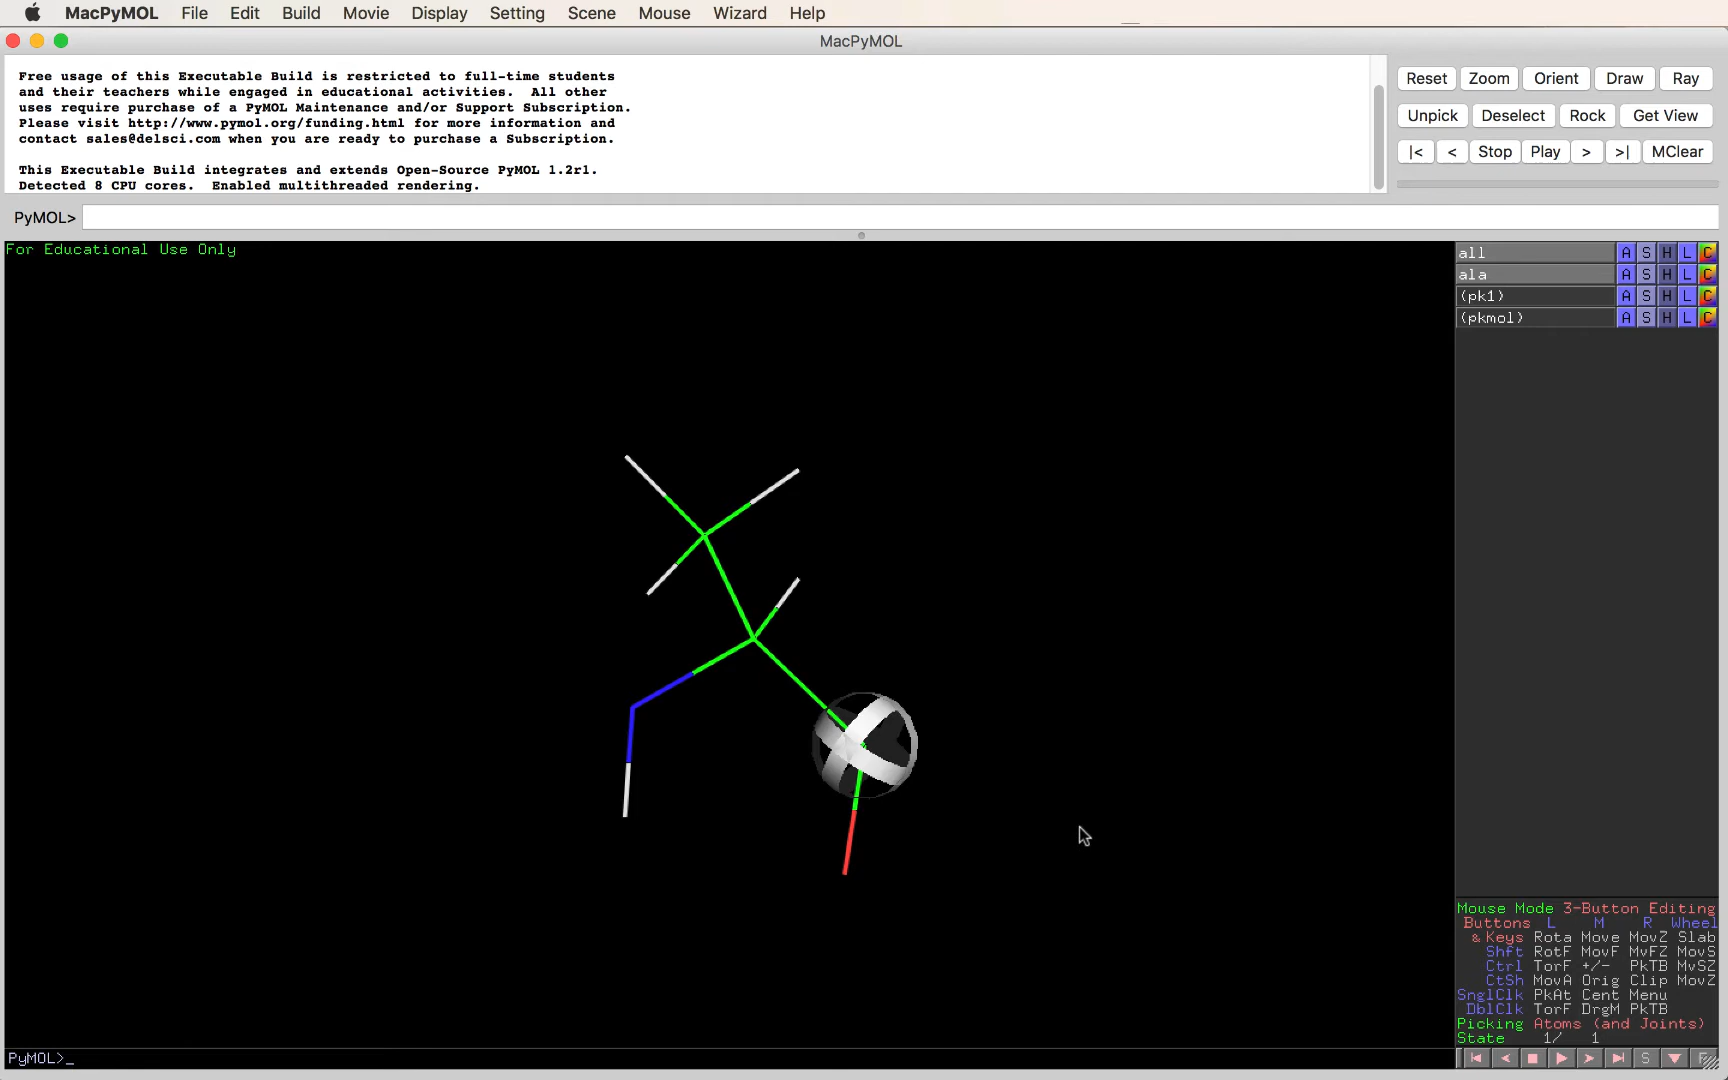 MacPyMOL File Edit Build Movie Display Setting Scene Mouse Wizard Help
MacPyMOL
Free usage of this Executable Build is restricted to full-time students
and their teachers while engaged in educational activities. All other
uses require purchase of a PyMOL Maintenance and/or Support Subscription.
Please visit http://www.pymol.org/funding.html for more information and
contact sales@delsci.com when you are ready to purchase a Subscription.
This Executable Build integrates and extends Open-Source PyMOL 1.2r1.
Detected 8 CPU cores. Enabled multithreaded rendering.
Reset Zoom Orient Draw Ray
Unpick Deselect Rock Get View
|< < Stop Play > >| MClear
PyMOL>
For Educational Use Only
all A S H L C
ala A S H L C
(pk1) A S H L C
(pkmol) A S H L C
Mouse Mode 3-Button Editing
Buttons L M R Wheel
& Keys Rota Move MovZ Slab
Shft RotF MovF MvFZ MovS
Ctrl TorF +/- PkTB MvSZ
CtSh MovA Orig Clip MovZ
SnglClk PkAt Cent Menu
DblClk TorF DrgM PkTB
Picking Atoms (and Joints)
State 1/ 1
PyMOL>_
S F